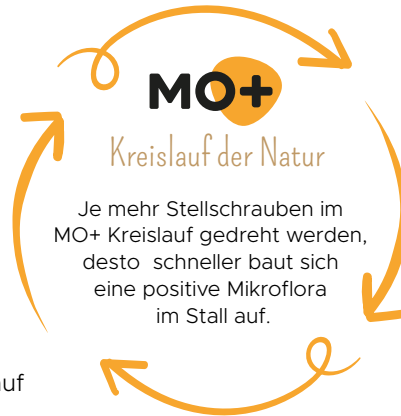 MO+
Kreislauf der Natur
Je mehr Stellschrauben im
MO+ Kreislauf gedreht werden,
desto schneller baut sich
eine positive Mikroflora
im Stall auf.